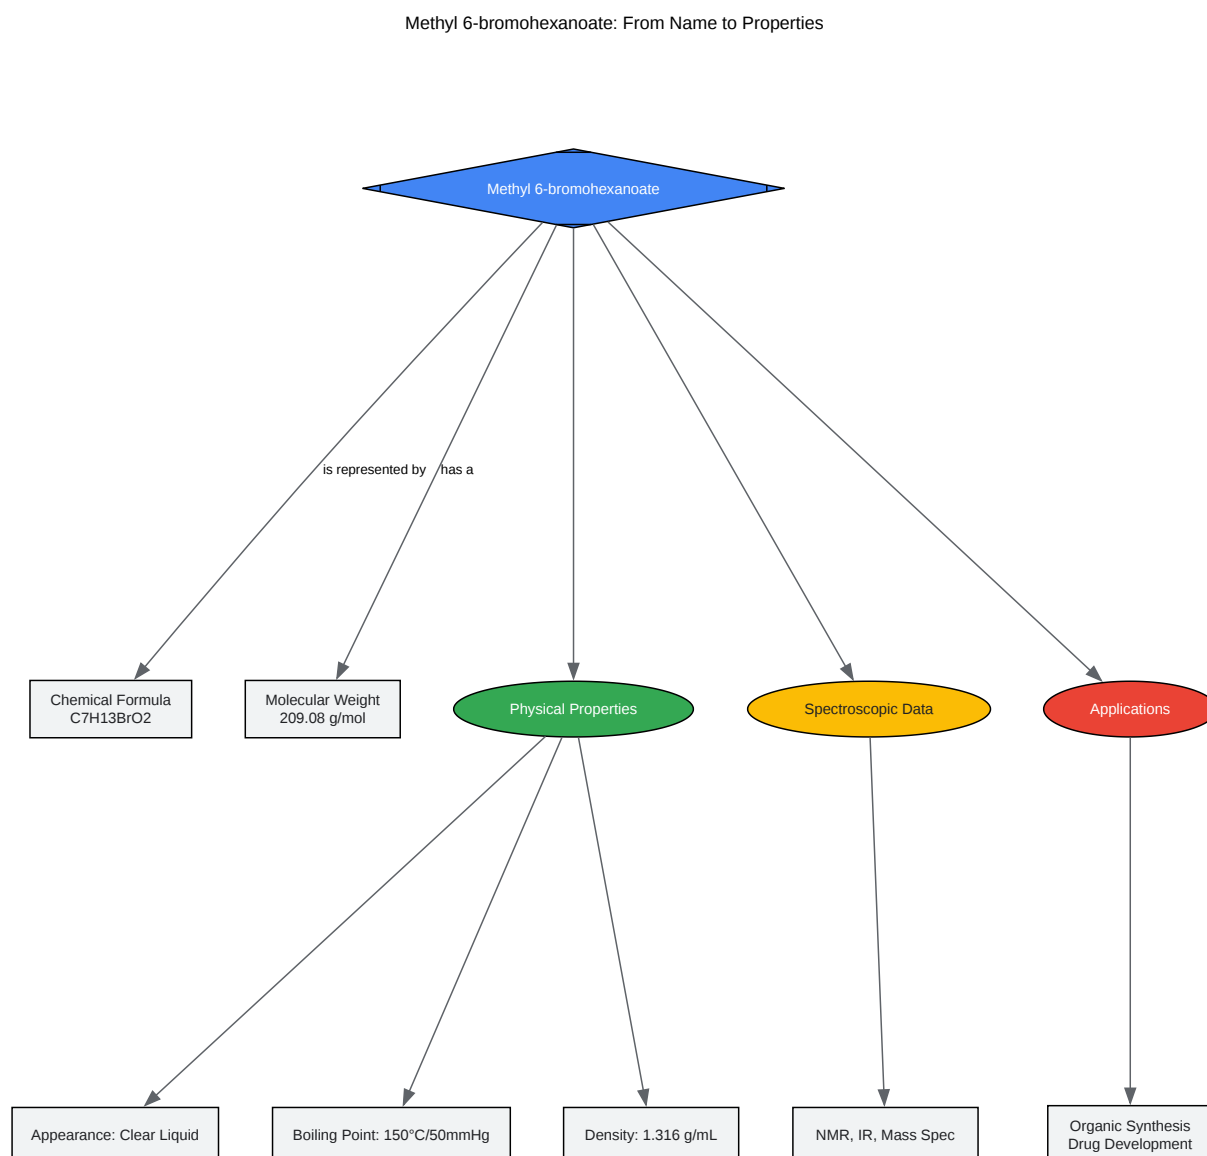 Methyl 6-bromohexanoate: From Name to Properties
Methyl 6-bromohexanoate
is represented by
has a
Chemical Formula
C7H13BrO2
Molecular Weight
209.08 g/mol
Physical Properties
Spectroscopic Data
Applications
Appearance: Clear Liquid
Boiling Point: 150°C/50mmHg
Density: 1.316 g/mL
NMR, IR, Mass Spec
Organic Synthesis
Drug Development